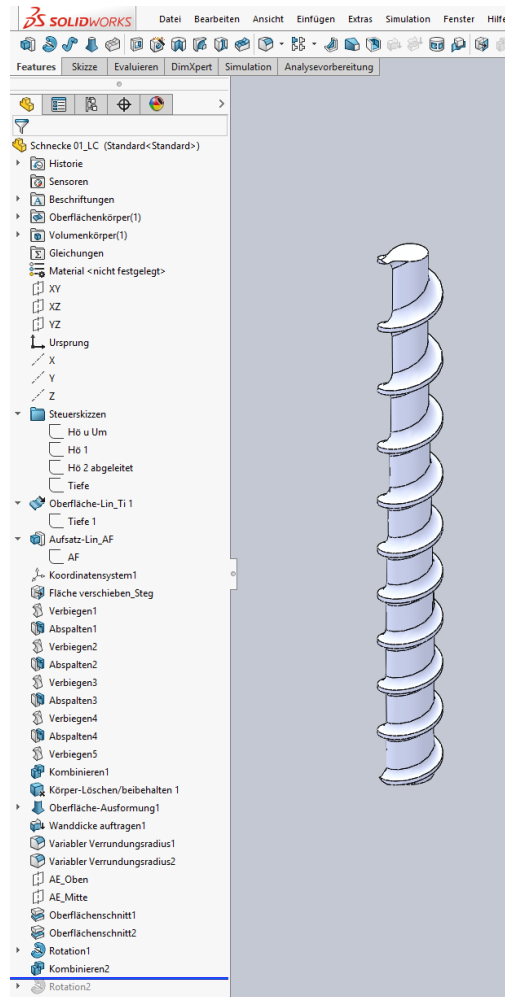 3S SOLIDWORKS Datei Bearbeiten Ansicht Einfügen Extras Simulation Fenster Hilfe
Features Skizze Evaluieren DimXpert Simulation Analysevorbereitung
Schnecke 01_LC (Standard<Standard>)
Historie
Sensoren
Beschriftungen
Oberflächenkörper(1)
Volumenkörper(1)
Gleichungen
Material <nicht festgelegt>
XY
XZ
YZ
Ursprung
X
Y
Z
Steuerskizzen
Hö u Um
Hö 1
Hö 2 abgeleitet
Tiefe
Oberfläche-Lin_Ti 1
Tiefe 1
Aufsatz-Lin_AF
AF
Koordinatensystem1
Fläche verschieben_Steg
Verbiegen1
Abspalten1
Verbiegen2
Abspalten2
Verbiegen3
Abspalten3
Verbiegen4
Abspalten4
Verbiegen5
Kombinieren1
Körper-Löschen/beibehalten 1
Oberfläche-Ausformung1
Wanddicke auftragen1
Variabler Verrundungsradius1
Variabler Verrundungsradius2
AE_Oben
AE_Mitte
Oberflächenschnitt1
Oberflächenschnitt2
Rotation1
Kombinieren2
Rotation2